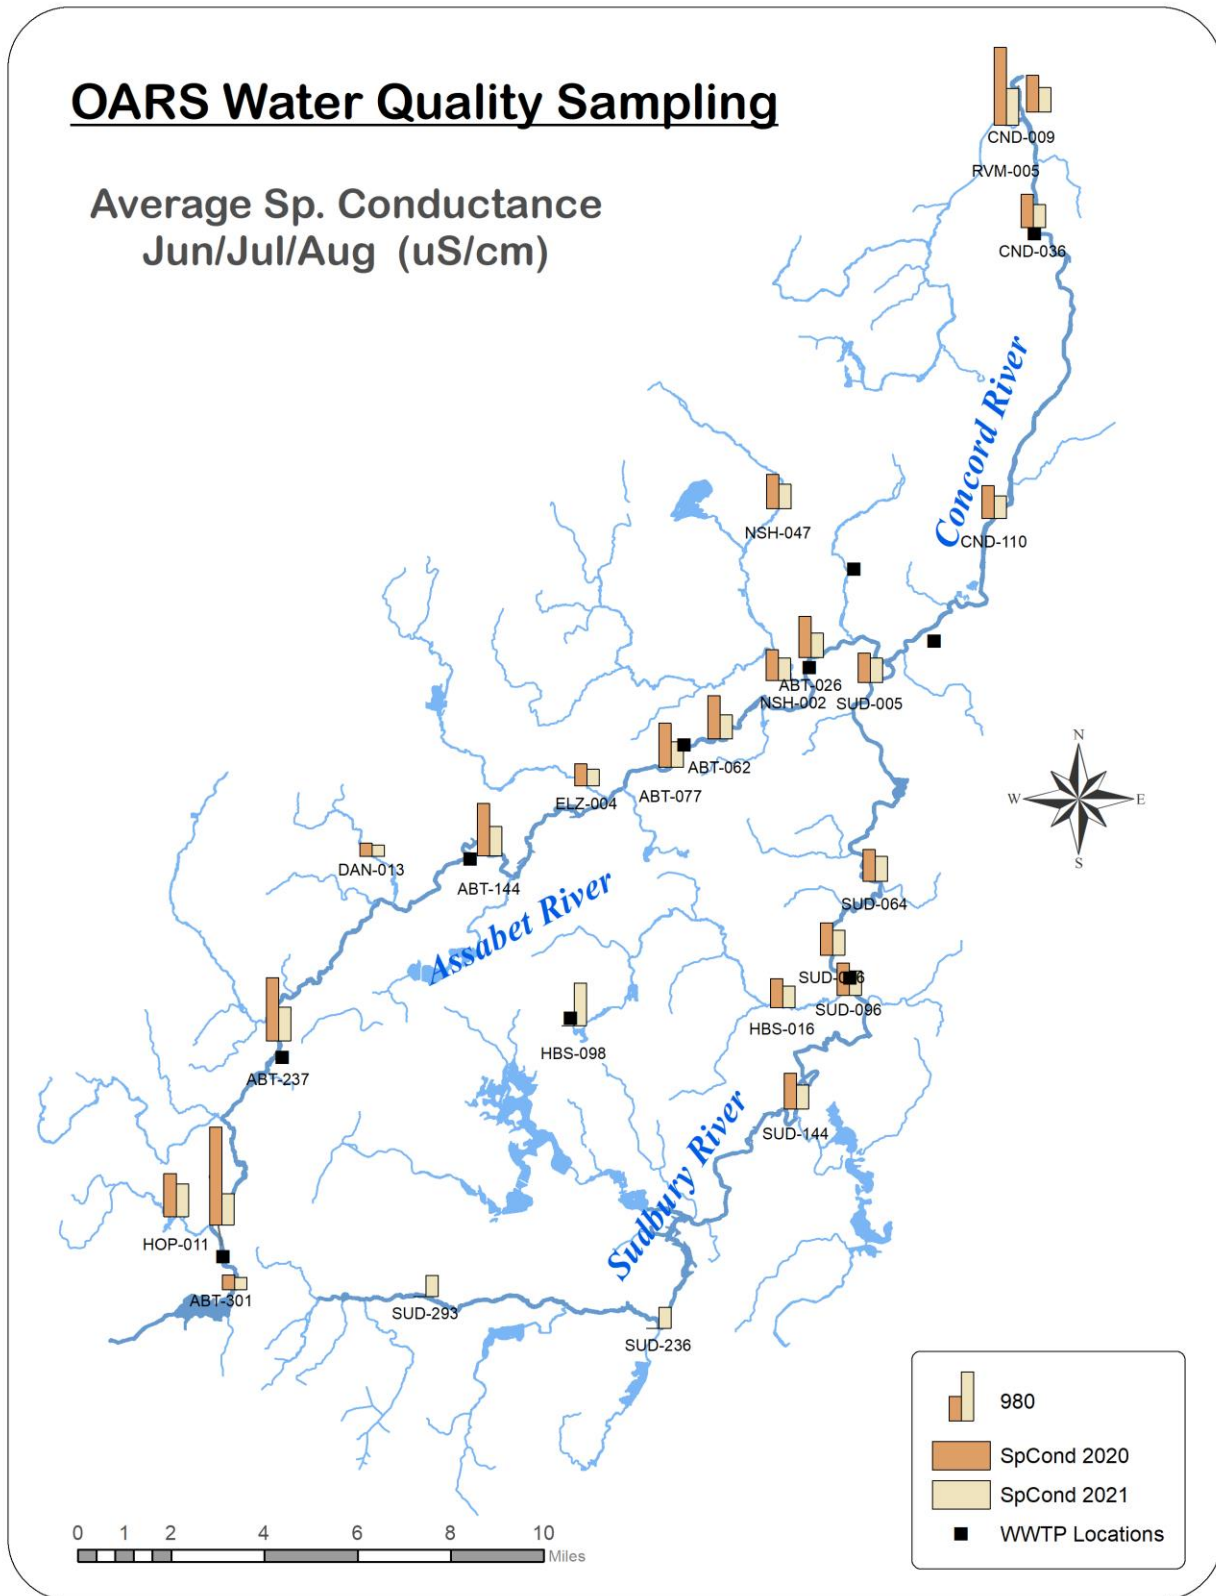 OARS Water Quality Sampling
Average Sp. Conductance
Jun/Jul/Aug (uS/cm)
CND-009
RVM-005
CND-036
Concord River
NSH-047
CND-110
ABT-026
NSH-002
SUD-005
ABT-062
ABT-077
ELZ-004
N
W
E
S
DAN-013
ABT-144
SUD-064
Assabet River
SUD-096
HBS-016
HBS-098
ABT-237
SUD-144
Sudbury River
HOP-011
ABT-301
SUD-293
SUD-236
980
SpCond 2020
SpCond 2021
WWTP Locations
0 1 2 4 6 8 10
Miles